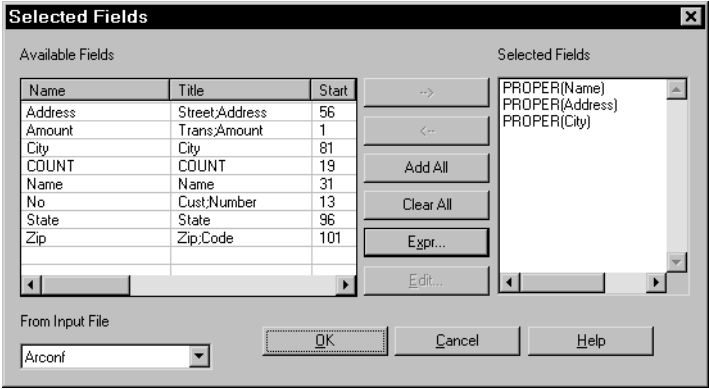 Selected Fields
Available Fields
Selected Fields
Name Title Start
Address Street;Address 56
Amount Trans;Amount 1
City City 81
COUNT COUNT 19
Name Name 31
No Cust;Number 13
State State 96
Zip Zip;Code 101
-->
<--
Add All
Clear All
Expr...
Edit...
PROPER(Name)
PROPER(Address)
PROPER(City)
From Input File
Arconf
OK Cancel Help